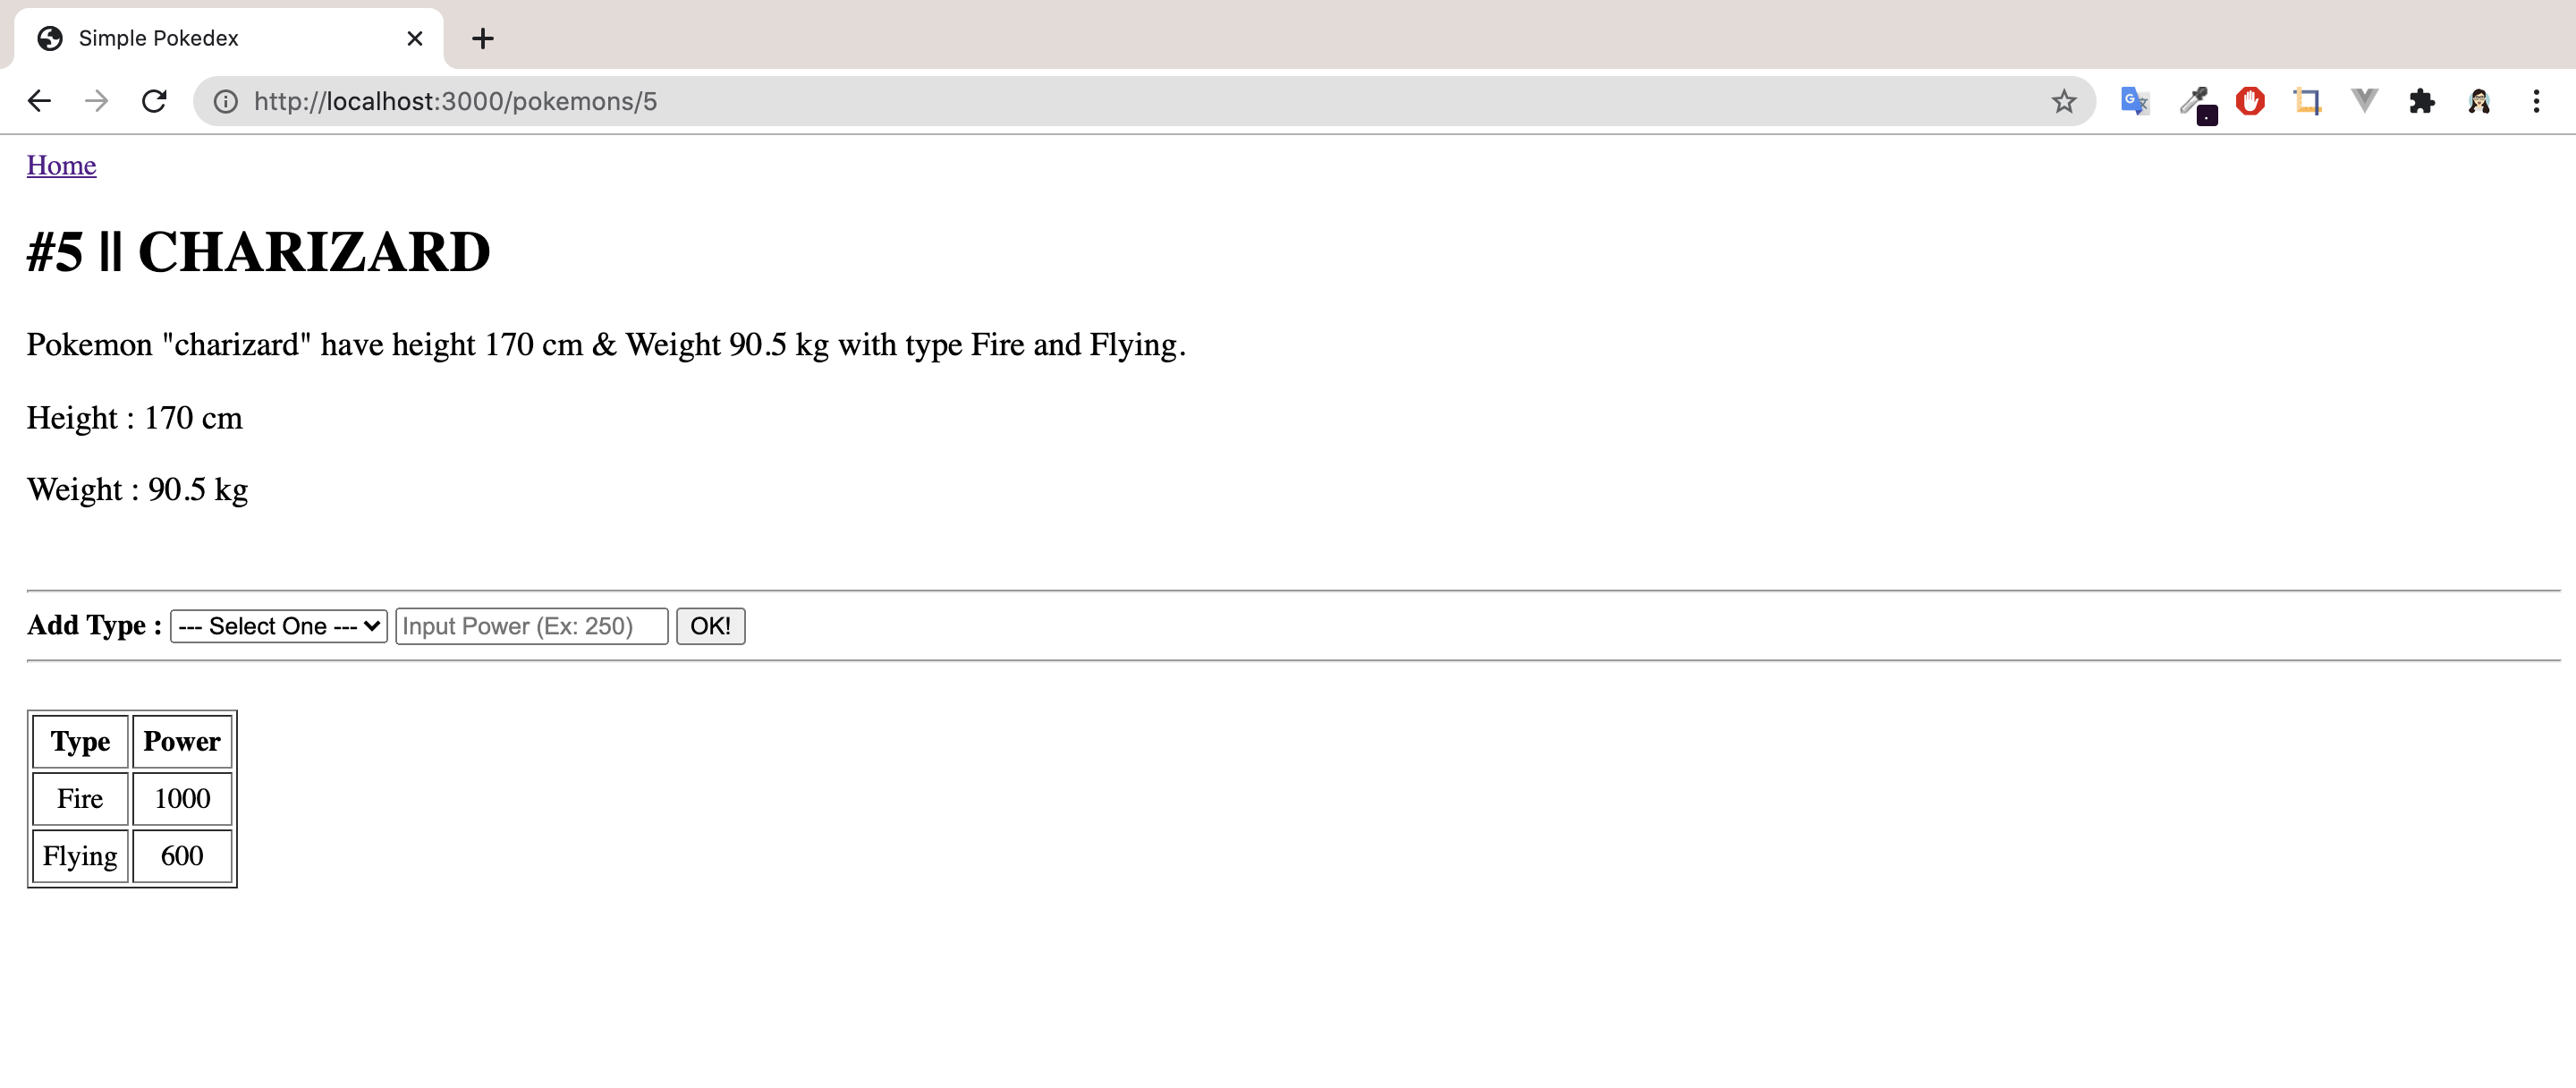 Simple Pokedex
http://localhost:3000/pokemons/5
Home
#5 || CHARIZARD
Pokemon "charizard" have height 170 cm & Weight 90.5 kg with type Fire and Flying.
Height : 170 cm
Weight : 90.5 kg
Add Type : --- Select One --- Input Power (Ex: 250) OK!
Type Power
Fire 1000
Flying 600